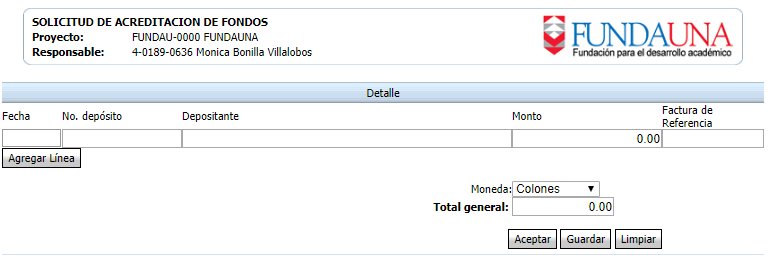 SOLICITUD DE ACREDITACION DE FONDOS
Proyecto: FUNDAU-0000 FUNDAUNA
Responsable: 4-0189-0636 Monica Bonilla Villalobos
FUNDAUNA
Fundación para el desarrollo académico
Detalle
Fecha No. depósito Depositante Monto Factura de Referencia
0.00
Agregar Línea
Moneda: Colones
Total general: 0.00
Aceptar Guardar Limpiar